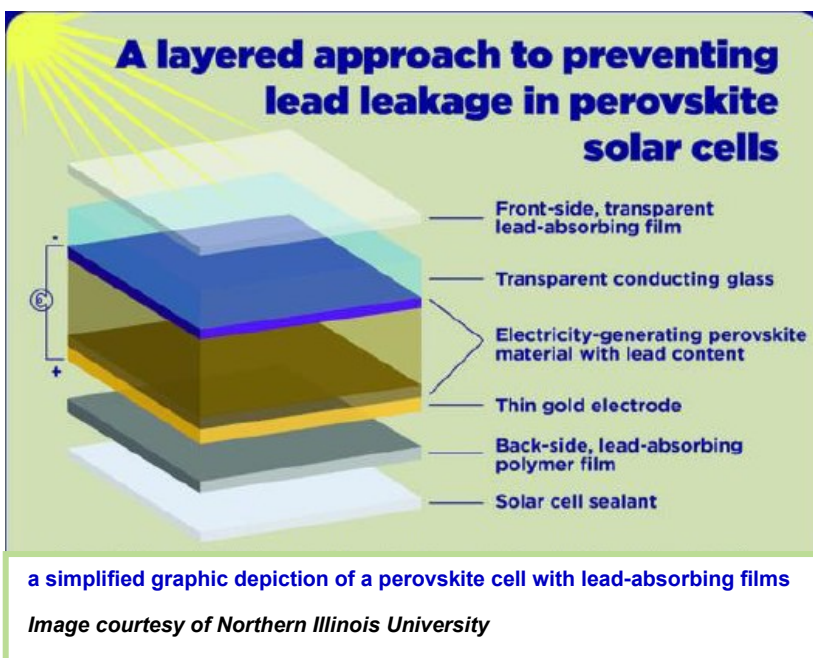 A layered approach to preventing
lead leakage in perovskite
solar cells
Front-side, transparent
lead-absorbing film
Transparent conducting glass
Electricity-generating perovskite
material with lead content
Thin gold electrode
Back-side, lead-absorbing
polymer film
Solar cell sealant
-
+
a simplified graphic depiction of a perovskite cell with lead-absorbing films
Image courtesy of Northern Illinois University